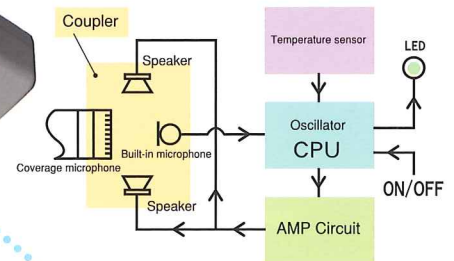 Coupler
Temperature sensor
LED
Speaker
Oscillator
CPU
Built-in microphone
Coverage microphone
ON/OFF
Speaker
AMP Circuit